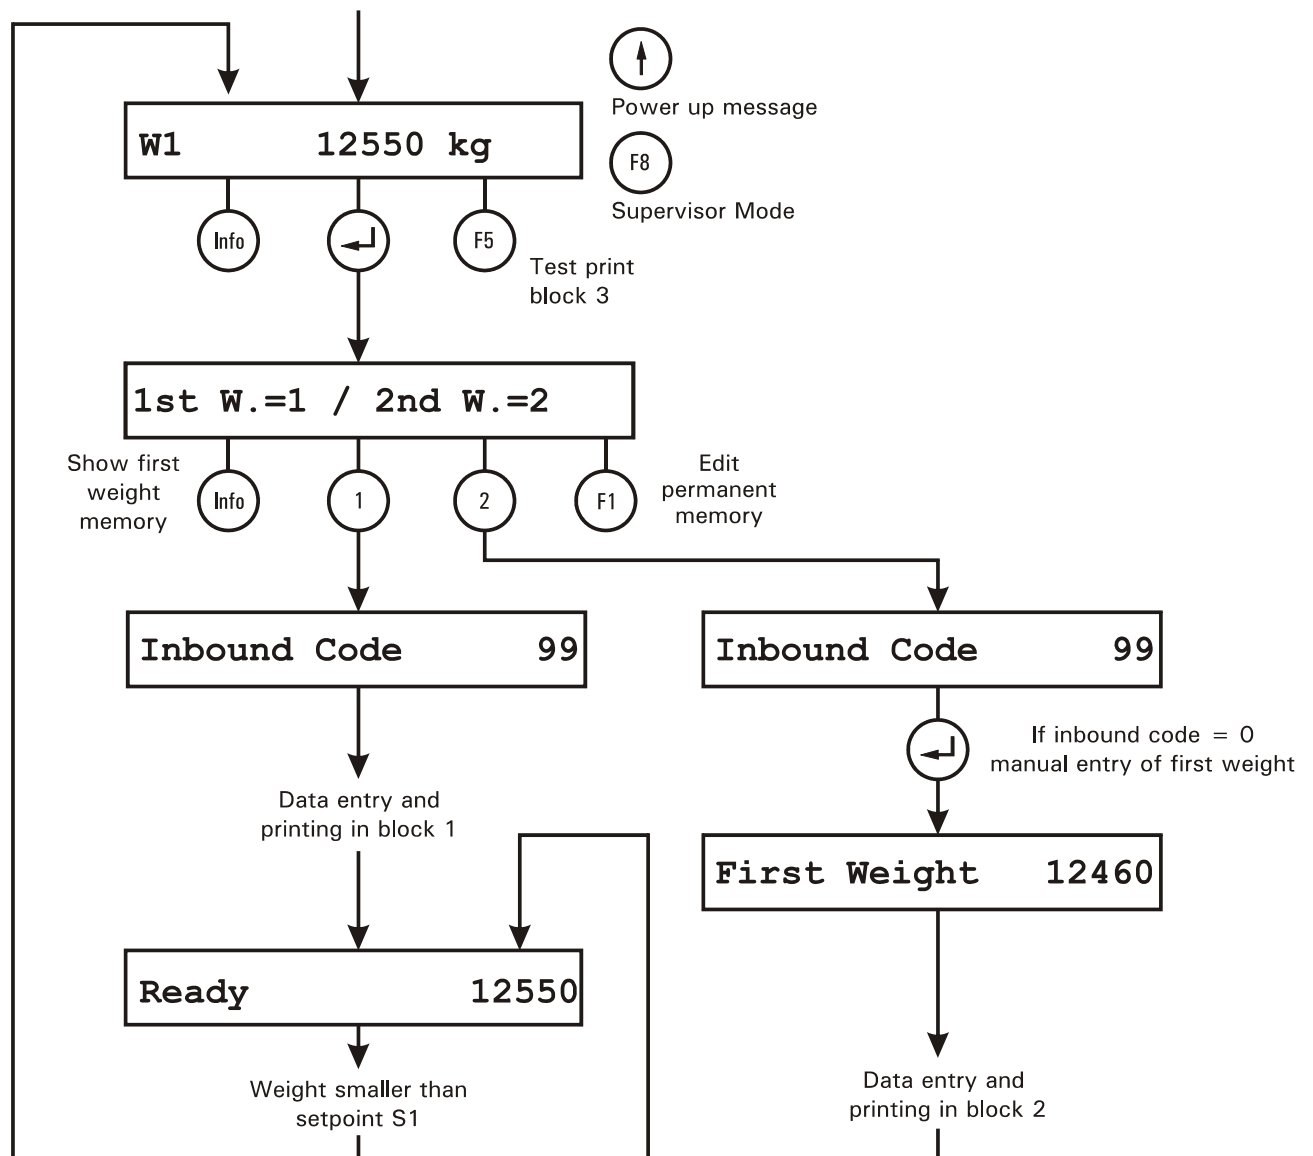 Power up message
W1 12550 kg
F8
Supervisor Mode
Info
F5
Test print
block 3
1st W.=1 / 2nd W.=2
Show first
weight
memory
Info
1
2
F1
Edit
permanent
memory
Inbound Code 99
Inbound Code 99
If inbound code = 0
manual entry of first weight
Data entry and
printing in block 1
First Weight 12460
Ready 12550
Weight smaller than
setpoint S1
Data entry and
printing in block 2